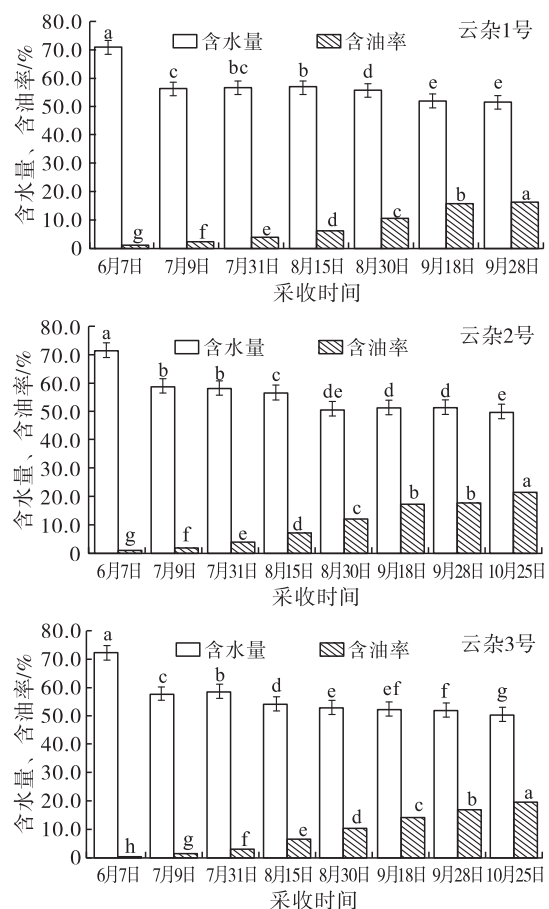 云杂1号
含水量 含油率
含水量、含油率/%
80.0
70.0
60.0
50.0
40.0
30.0
20.0
10.0
0
a c bc b d e e
g f e d c b a
6月7日 7月9日 7月31日 8月15日 8月30日 9月18日 9月28日
采收时间
云杂2号
含水量 含油率
含水量、含油率/%
80.0
70.0
60.0
50.0
40.0
30.0
20.0
10.0
0
a b b c de d d e
g f e d c b b a
6月7日 7月9日 7月31日 8月15日 8月30日 9月18日 9月28日 10月25日
采收时间
云杂3号
含水量 含油率
含水量、含油率/%
80.0
70.0
60.0
50.0
40.0
30.0
20.0
10.0
0
a c b d e ef f g
h g f e d c b a
6月7日 7月9日 7月31日 8月15日 8月30日 9月18日 9月28日 10月25日
采收时间